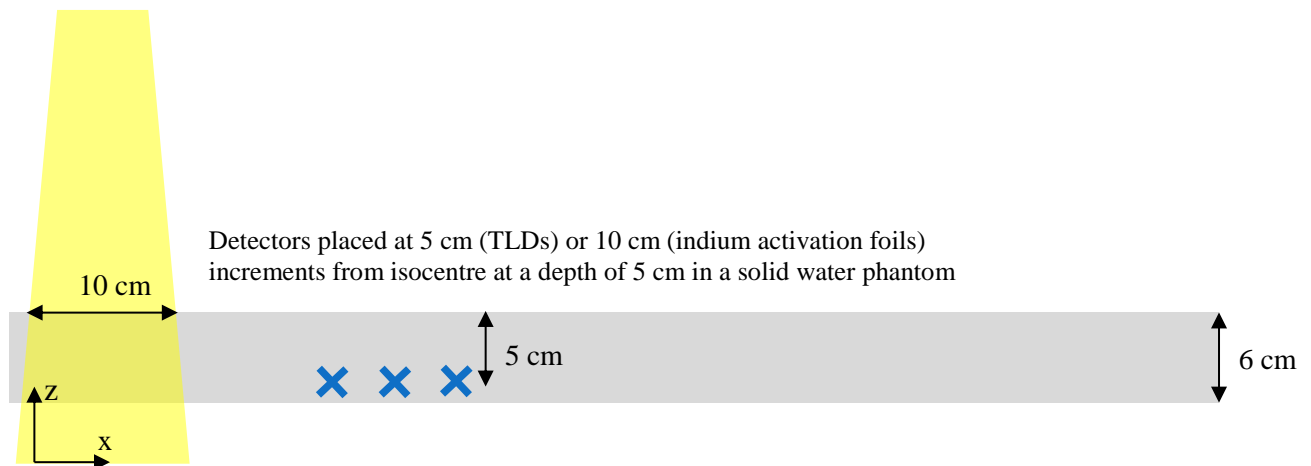 Detectors placed at 5 cm (TLDs) or 10 cm (indium activation foils)
increments from isocentre at a depth of 5 cm in a solid water phantom
10 cm
5 cm
6 cm
z
x